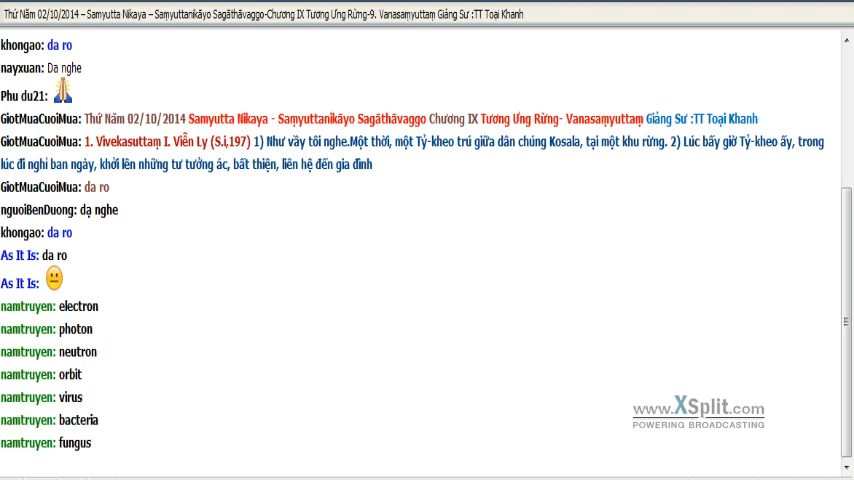 Thứ Năm 02/10/2014 – Saṃyutta Nikaya – Saṃyuttanikāyo Sagāthāvaggo-Chương IX Tương Ưng Rừng-9. Vanasaṃyuttaṃ Giảng Sư :TT Toại Khanh
khongao: da ro
nayxuan: Da nghe
Phu du21:
GiotMuaCuoiMua: Thứ Năm 02/10/2014 Saṃyutta Nikaya - Saṃyuttanikāyo Sagāthāvaggo Chương IX Tương Ưng Rừng- Vanasaṃyuttaṃ Giảng Sư :TT Toại Khanh
GiotMuaCuoiMua: 1. Vivekasuttaṃ I. Viễn Ly (S.i,197) 1) Như vầy tôi nghe.Một thời, một Tỷ-kheo trú giữa dân chúng Kosala, tại một khu rừng. 2) Lúc bấy giờ Tỷ-kheo ấy, trong
lúc đi nghỉ ban ngày, khởi lên những tư tưởng ác, bất thiện, liên hệ đến gia đình
GiotMuaCuoiMua: da ro
nguoiBenDuong: dạ nghe
khongao: da ro
As It Is: da ro
As It Is:
namtruyen: electron
namtruyen: photon
namtruyen: neutron
namtruyen: orbit
namtruyen: virus
namtruyen: bacteria
namtruyen: fungus
www.XSplit.com
POWERING BROADCASTING